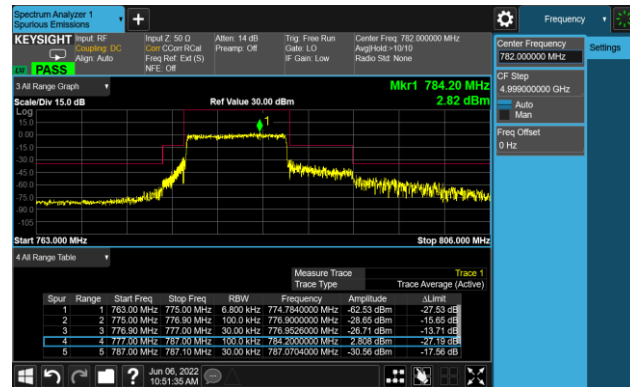 Spectrum Analyzer 1
Spurious Emissions
Frequency
KEYSIGHT Input: RF Input Z: 50 Ω Atten: 14 dB Trig: Free Run Center Freq: 782.000000 MHz
Coupling: DC Corr CCorr RCal Preamp: Off Gate: LO Avg|Hold:>10/10
Align: Auto Freq Ref: Ext (S) IF Gain: Low Radio Std: None
NFE: Off
PASS
Center Frequency
782.000000 MHz
Settings
CF Step
4.999000000 GHz
Auto
Man
Freq Offset
0 Hz
3 All Range Graph
Mkr1 784.20 MHz
Scale/Div 15.0 dB Ref Value 30.00 dBm 2.82 dBm
Log
15.0
0.00
-15.0
-30.0
-45.0
-60.0
-75.0
-90.0
-105
1
Start 763.000 MHz Stop 806.000 MHz
4 All Range Table
Measure Trace Trace 1
Trace Type Trace Average (Active)
Spur Range Start Freq Stop Freq RBW Frequency Amplitude ΔLimit
1 1 763.00 MHz 775.00 MHz 6.800 kHz 774.7840000 MHz -62.53 dBm -27.53 dB
2 2 775.00 MHz 776.90 MHz 100.0 kHz 776.9000000 MHz -28.65 dBm -15.65 dB
3 3 776.90 MHz 777.00 MHz 30.00 kHz 776.9526000 MHz -26.71 dBm -13.71 dB
4 4 777.00 MHz 787.00 MHz 100.0 kHz 784.2000000 MHz 2.808 dBm -27.19 dB
5 5 787.00 MHz 787.10 MHz 30.00 kHz 787.0704000 MHz -30.56 dBm -17.56 dB
Jun 06, 2022
10:51:35 AM